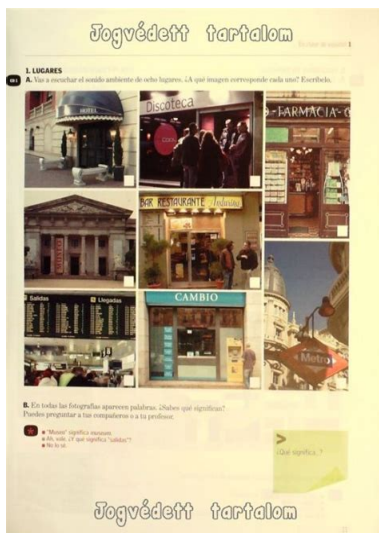 Jogvédett tartalom
1. LUGARES
A. Vas a escuchar el sonido ambiente de ocho lugares. ¿A qué imagen corresponde cada uno? Escríbelo.
HOTEL
Discoteca
FARMACIA
MUSEO
BAR RESTAURANTE
Salidas
Llegadas
CAMBIO
Metro
B. En todas las fotografías aparecen palabras. ¿Sabes qué significan?
Puedes preguntar a tus compañeros o a tu profesor.
● "Museo" significa museum.
● Ah, vale. ¿Y qué significa "salidas"?
● No lo sé.
>
¿Qué significa...?
Jogvédett tartalom